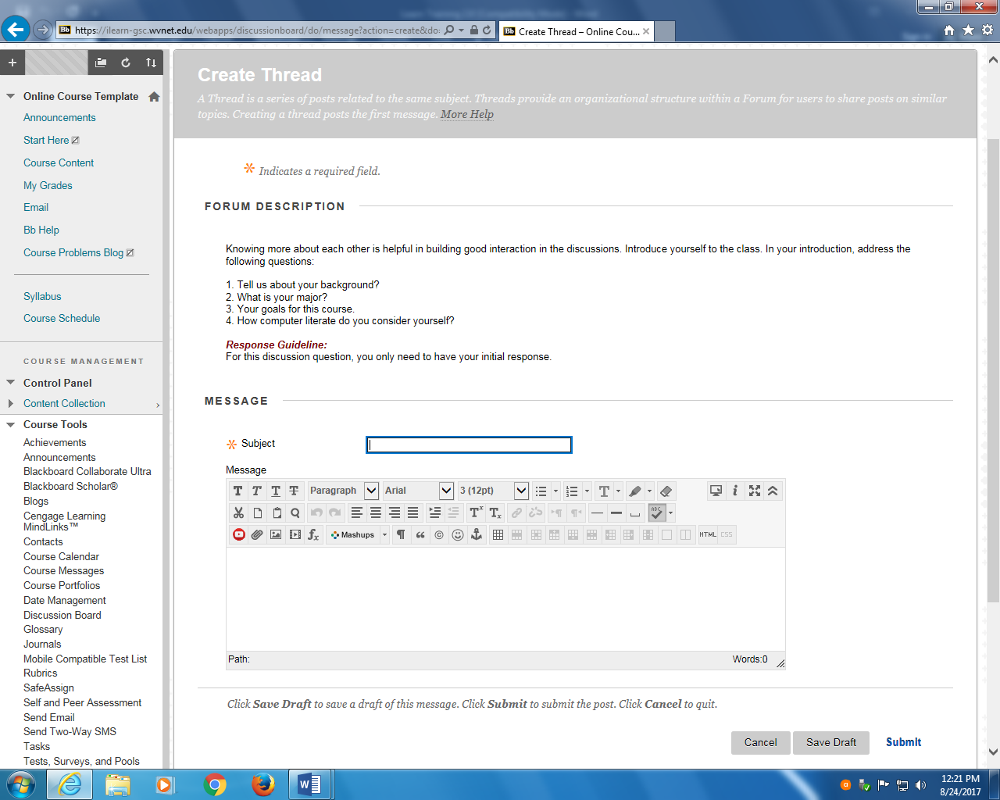 https://ilearn-gsc.wvnet.edu/webapps/discussionboard/do/message?action=create&do
Bb Create Thread – Online Cou...
Online Course Template
Announcements
Start Here
Course Content
My Grades
Email
Bb Help
Course Problems Blog
Syllabus
Course Schedule
COURSE MANAGEMENT
Control Panel
Content Collection
Course Tools
Achievements
Announcements
Blackboard Collaborate Ultra
Blackboard Scholar®
Blogs
Cengage Learning
MindLinks™
Contacts
Course Calendar
Course Messages
Course Portfolios
Date Management
Discussion Board
Glossary
Journals
Mobile Compatible Test List
Rubrics
SafeAssign
Self and Peer Assessment
Send Email
Send Two-Way SMS
Tasks
Tests, Surveys, and Pools
Create Thread
A Thread is a series of posts related to the same subject. Threads provide an organizational structure within a Forum for users to share posts on similar
topics. Creating a thread posts the first message. More Help
* Indicates a required field.
FORUM DESCRIPTION
Knowing more about each other is helpful in building good interaction in the discussions. Introduce yourself to the class. In your introduction, address the
following questions:
1. Tell us about your background?
2. What is your major?
3. Your goals for this course.
4. How computer literate do you consider yourself?
Response Guideline:
For this discussion question, you only need to have your initial response.
MESSAGE
* Subject
Message
T T T T Paragraph Arial 3 (12pt) T i
Tˣ Tₓ ABC
fx Mashups ¶ “ © HTML CSS
Path: Words:0
Click Save Draft to save a draft of this message. Click Submit to submit the post. Click Cancel to quit.
Cancel Save Draft Submit
12:21 PM
8/24/2017